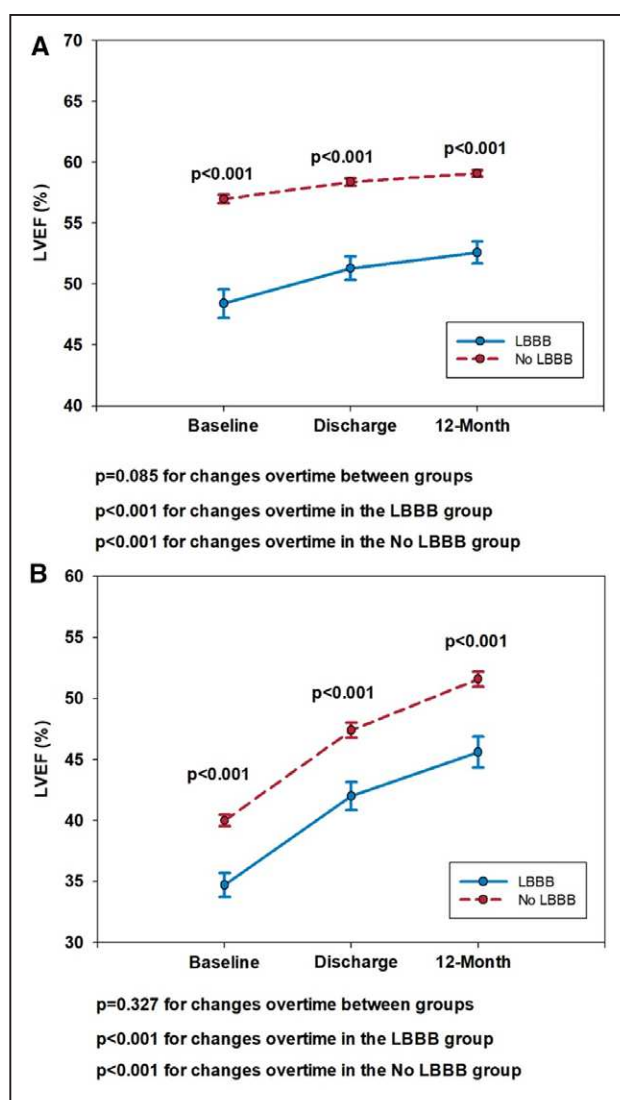 A
70
65
60
55
50
45
40
LVEF (%)
p<0.001
p<0.001
p<0.001
LBBB
No LBBB
Baseline Discharge 12-Month
p=0.085 for changes overtime between groups
p<0.001 for changes overtime in the LBBB group
p<0.001 for changes overtime in the No LBBB group
B
60
55
50
45
40
35
30
LVEF (%)
p<0.001
p<0.001
p<0.001
LBBB
No LBBB
Baseline Discharge 12-Month
p=0.327 for changes overtime between groups
p<0.001 for changes overtime in the LBBB group
p<0.001 for changes overtime in the No LBBB group